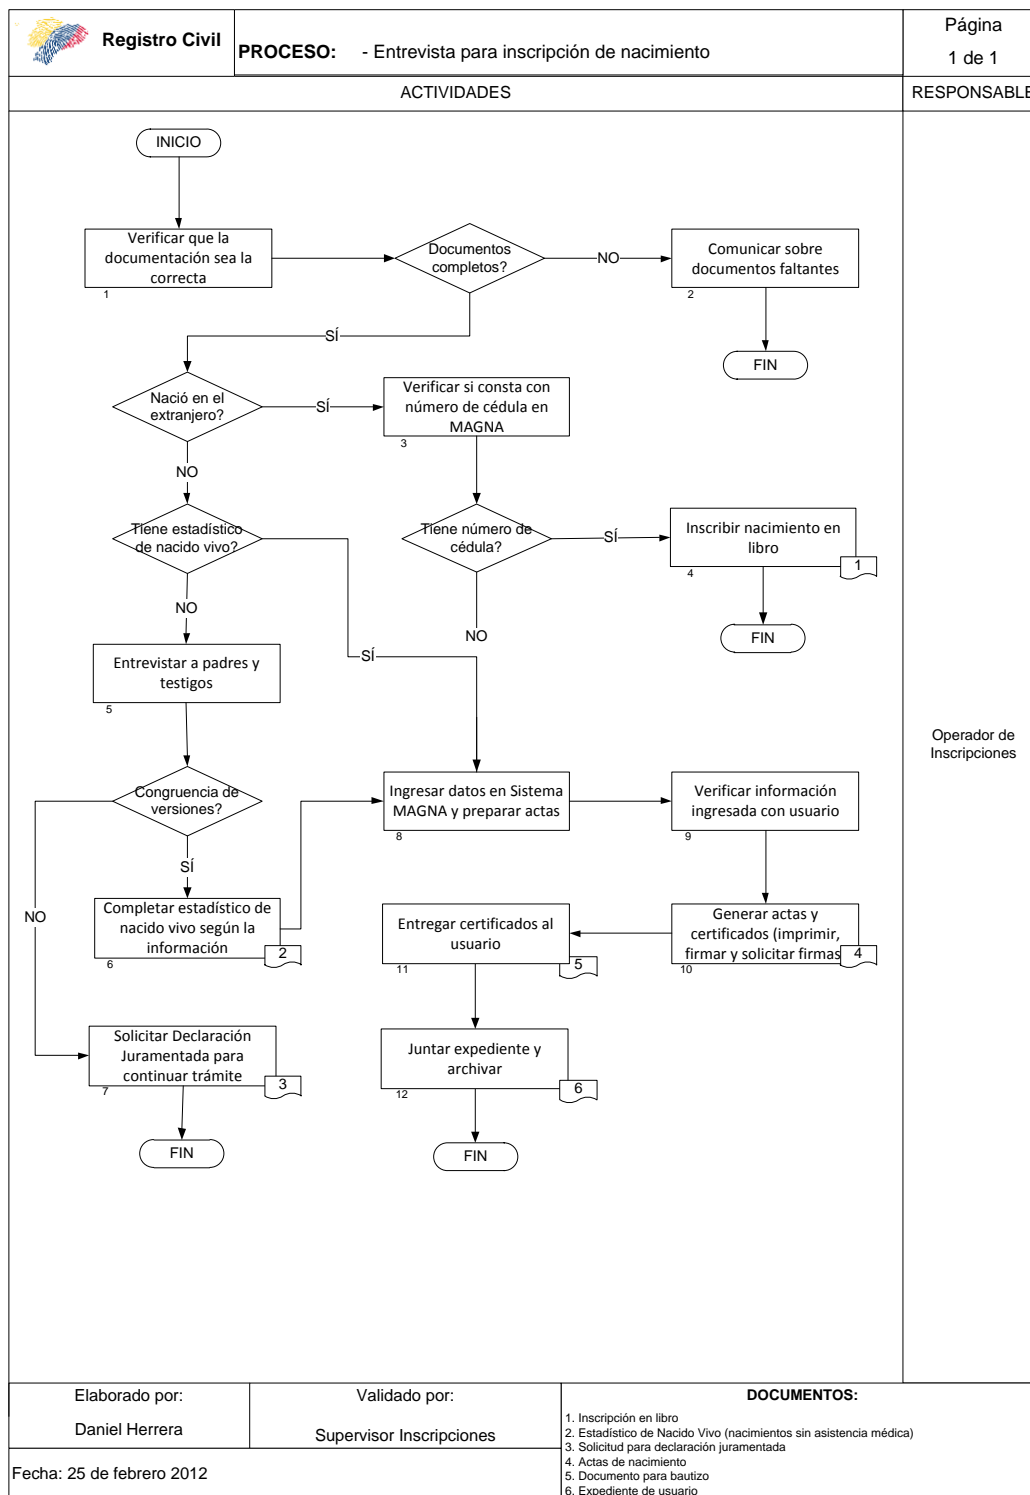 Registro Civil
PROCESO: - Entrevista para inscripción de nacimiento
Página
1 de 1
ACTIVIDADES
RESPONSABLE
INICIO
Verificar que la
documentación sea la
correcta
1
Documentos
completos?
NO
Comunicar sobre
documentos faltantes
2
FIN
SÍ
Nació en el
extranjero?
SÍ
Verificar si consta con
número de cédula en
MAGNA
3
NO
Tiene estadístico
de nacido vivo?
Tiene número de
cédula?
SÍ
Inscribir nacimiento en
libro
1
4
FIN
NO
NO
SÍ
Entrevistar a padres y
testigos
5
Operador de
Inscripciones
Congruencia de
versiones?
Ingresar datos en Sistema
MAGNA y preparar actas
8
Verificar información
ingresada con usuario
9
SÍ
NO
Completar estadístico de
nacido vivo según la
información
2
6
Entregar certificados al
usuario
5
11
Generar actas y
certificados (imprimir,
firmar y solicitar firmas
4
10
Solicitar Declaración
Juramentada para
continuar trámite
3
7
Juntar expediente y
archivar
6
12
FIN
FIN
Elaborado por:
Daniel Herrera
Validado por:
Supervisor Inscripciones
Fecha: 25 de febrero 2012
DOCUMENTOS:
1. Inscripción en libro
2. Estadístico de Nacido Vivo (nacimientos sin asistencia médica)
3. Solicitud para declaración juramentada
4. Actas de nacimiento
5. Documento para bautizo
6. Expediente de usuario